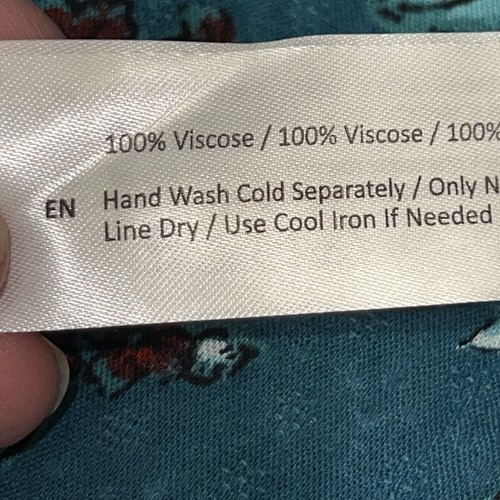 100% Viscose / 100% Viscose / 100%
EN Hand Wash Cold Separately / Only N
Line Dry / Use Cool Iron If Needed